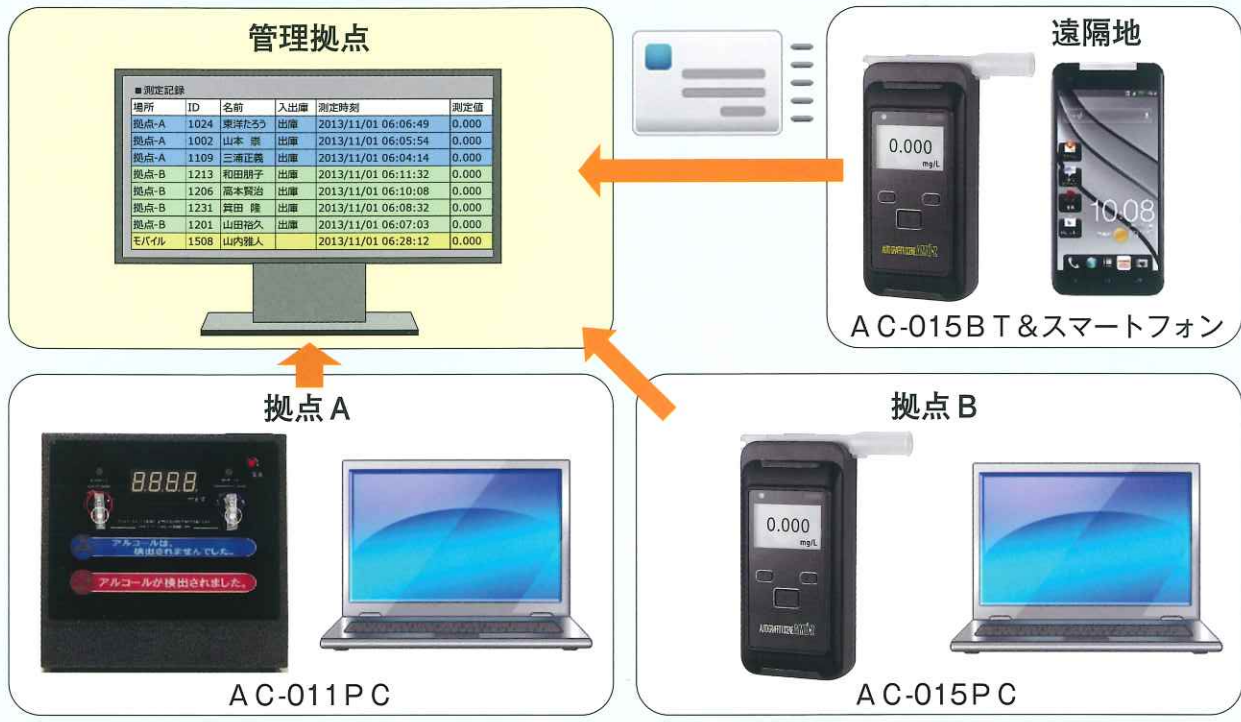 管理拠点
■測定記録
場所 ID 名前 入出庫 測定時刻 測定値
拠点-A 1024 東洋たろう 出庫 2013/11/01 06:06:49 0.000
拠点-A 1002 山本 崇 出庫 2013/11/01 06:05:54 0.000
拠点-A 1109 三浦正義 出庫 2013/11/01 06:04:14 0.000
拠点-B 1213 和田朋子 出庫 2013/11/01 06:11:32 0.000
拠点-B 1206 高本賢治 出庫 2013/11/01 06:10:08 0.000
拠点-B 1231 箕田 隆 出庫 2013/11/01 06:08:32 0.000
拠点-B 1201 山田裕久 出庫 2013/11/01 06:07:03 0.000
モバイル 1508 山内雅人 2013/11/01 06:28:12 0.000
遠隔地
0.000
mg/L
10:08
AC-015BT&スマートフォン
拠点A
8.8.8.8.
アルコールは、
検出されませんでした。
アルコールが検出されました。
AC-011PC
拠点B
0.000
mg/L
AC-015PC